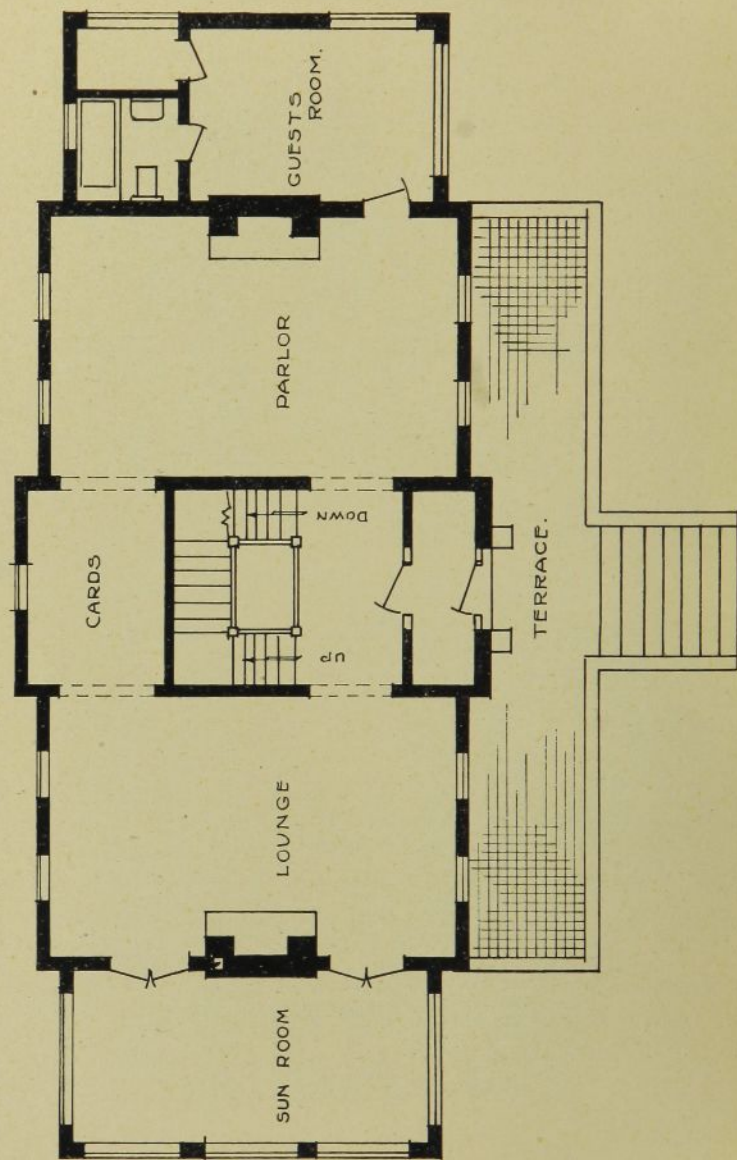 GUESTS
ROOM.
PARLOR
DOWN
CARDS
TERRACE.
UP
LOUNGE
SUN ROOM